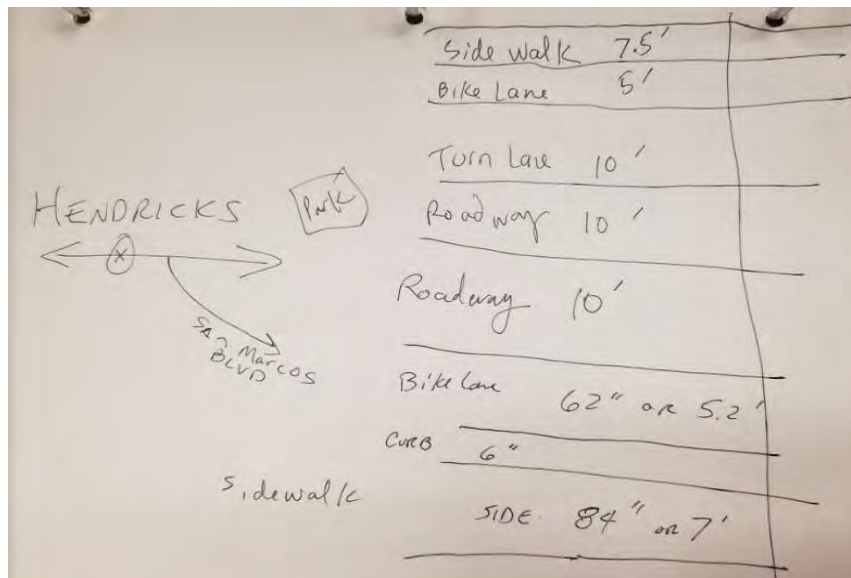 Side walk 7.5'
Bike Lane 5'
Turn Lane 10'
HENDRICKS
Park
X
Roadway 10'
Roadway 10'
SAN MARCOS
BLVD
Bike Lane 62" OR 5.2'
CURB 6"
Sidewalk
SIDE. 84" or 7'